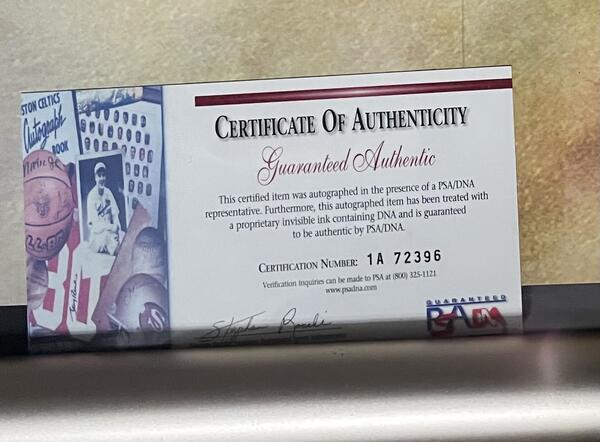 STON CELTICS
Autograph
BOOK
CERTIFICATE OF AUTHENTICITY
Guaranteed Authentic
This certified item was autographed in the presence of a PSA/DNA
representative. Furthermore, this autographed item has been treated with
a proprietary invisible ink containing DNA and is guaranteed
to be authentic by PSA/DNA.
CERTIFICATION NUMBER: 1A 72396
Verification inquiries can be made to PSA at (800) 325-1121
www.psadna.com
GUARANTEED
PSA DNA